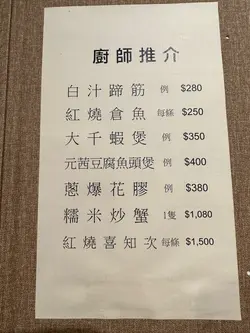 廚師推介
白汁蹄筋 例 $280
紅燒倉魚 每條 $250
大千蝦煲 例 $350
元茜豆腐魚頭煲 例 $400
蔥爆花膠 例 $380
糯米炒蟹 1隻 $1,080
紅燒喜知次 每條 $1,500